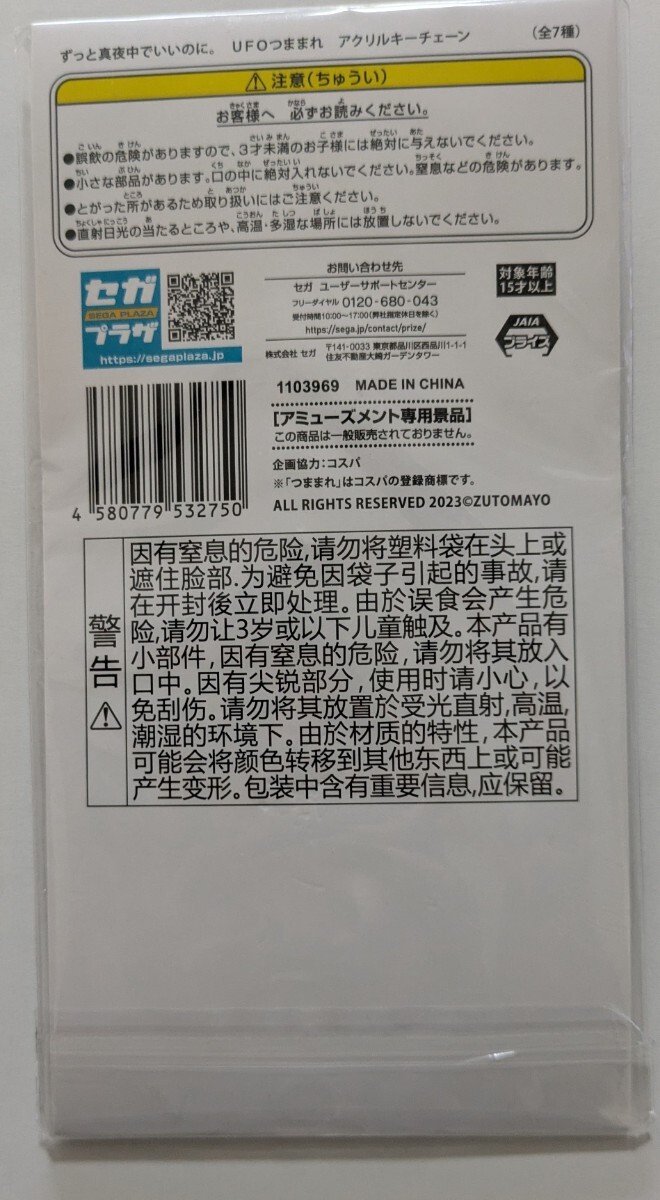 ずっと真夜中でいいのに。 UFOつままれ アクリルキーチェーン (全7種)
⚠注意(ちゅうい)
お客様へ 必ずお読みください。
●誤飲の危険がありますので、3才未満のお子様には絶対に与えないでください。
●小さな部品があります。口の中に絶対入れないでください。窒息などの危険があります。
●とがった所があるため取り扱いにはご注意ください。
●直射日光の当たるところや、高温・多湿な場所には放置しないでください。
セガ
SEGA PLAZA
プラザ
https://segaplaza.jp
お問い合わせ先
セガ ユーザーサポートセンター
フリーダイヤル 0120-680-043
受付時間10:00~17:00(弊社指定休日を除く)
https://sega.jp/contact/prize/
株式会社 セガ 〒141-0033 東京都品川区西品川1-1-1
住友不動産大崎ガーデンタワー
対象年齢
15才以上
JAIA
プライズ
1103969 MADE IN CHINA
[アミューズメント専用景品]
この商品は一般販売されておりません。
企画協力:コスパ
※「つままれ」はコスパの登録商標です。
ALL RIGHTS RESERVED 2023©ZUTOMAYO
4 580779 532750
警告⚠
因有窒息的危险,请勿将塑料袋在头上或
遮住脸部.为避免因袋子引起的事故,请
在开封後立即处理。由於误食会产生危
险,请勿让3岁或以下儿童触及。本产品有
小部件,因有窒息的危险,请勿将其放入
口中。因有尖锐部分,使用时请小心,以
免刮伤。请勿将其放置於受光直射,高温,
潮湿的环境下。由於材质的特性,本产品
可能会将颜色转移到其他东西上或可能
产生变形。包装中含有重要信息,应保留。